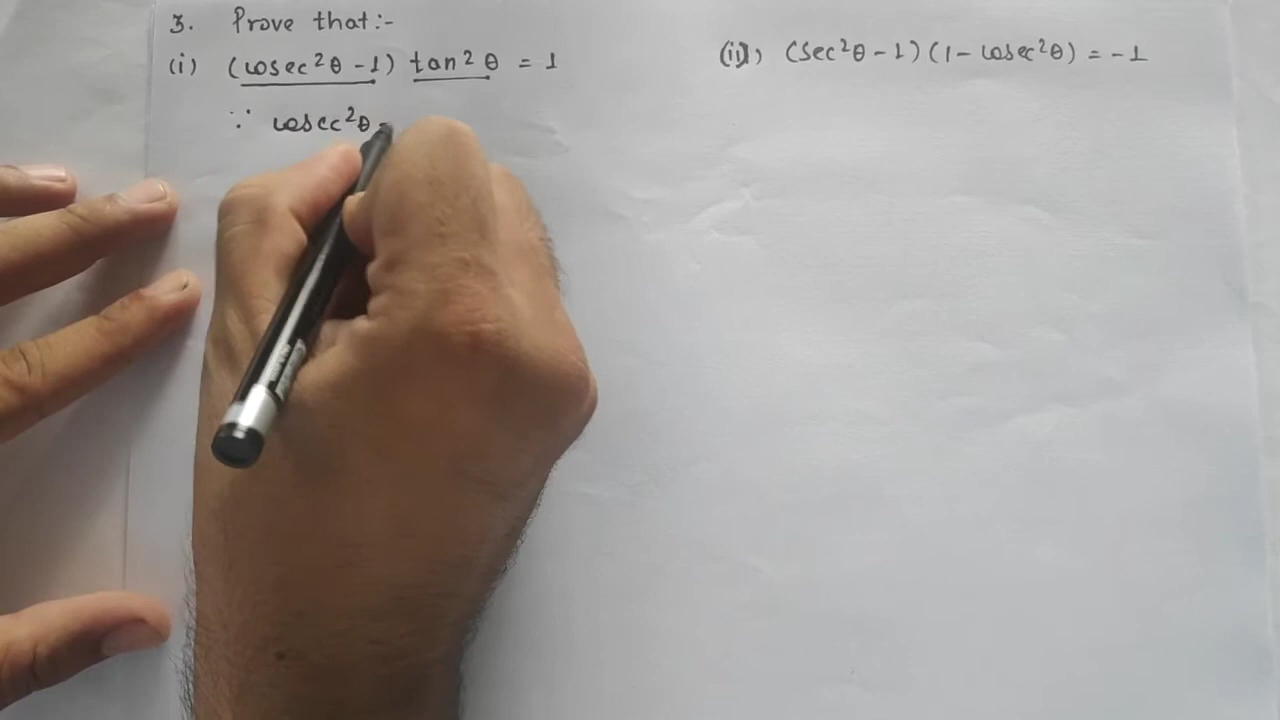 3. Prove that:-
(i) (cosec²θ - 1) tan²θ = 1
∵ cosec²θ -
(ii) (sec²θ - 1)(1 - cosec²θ) = -1